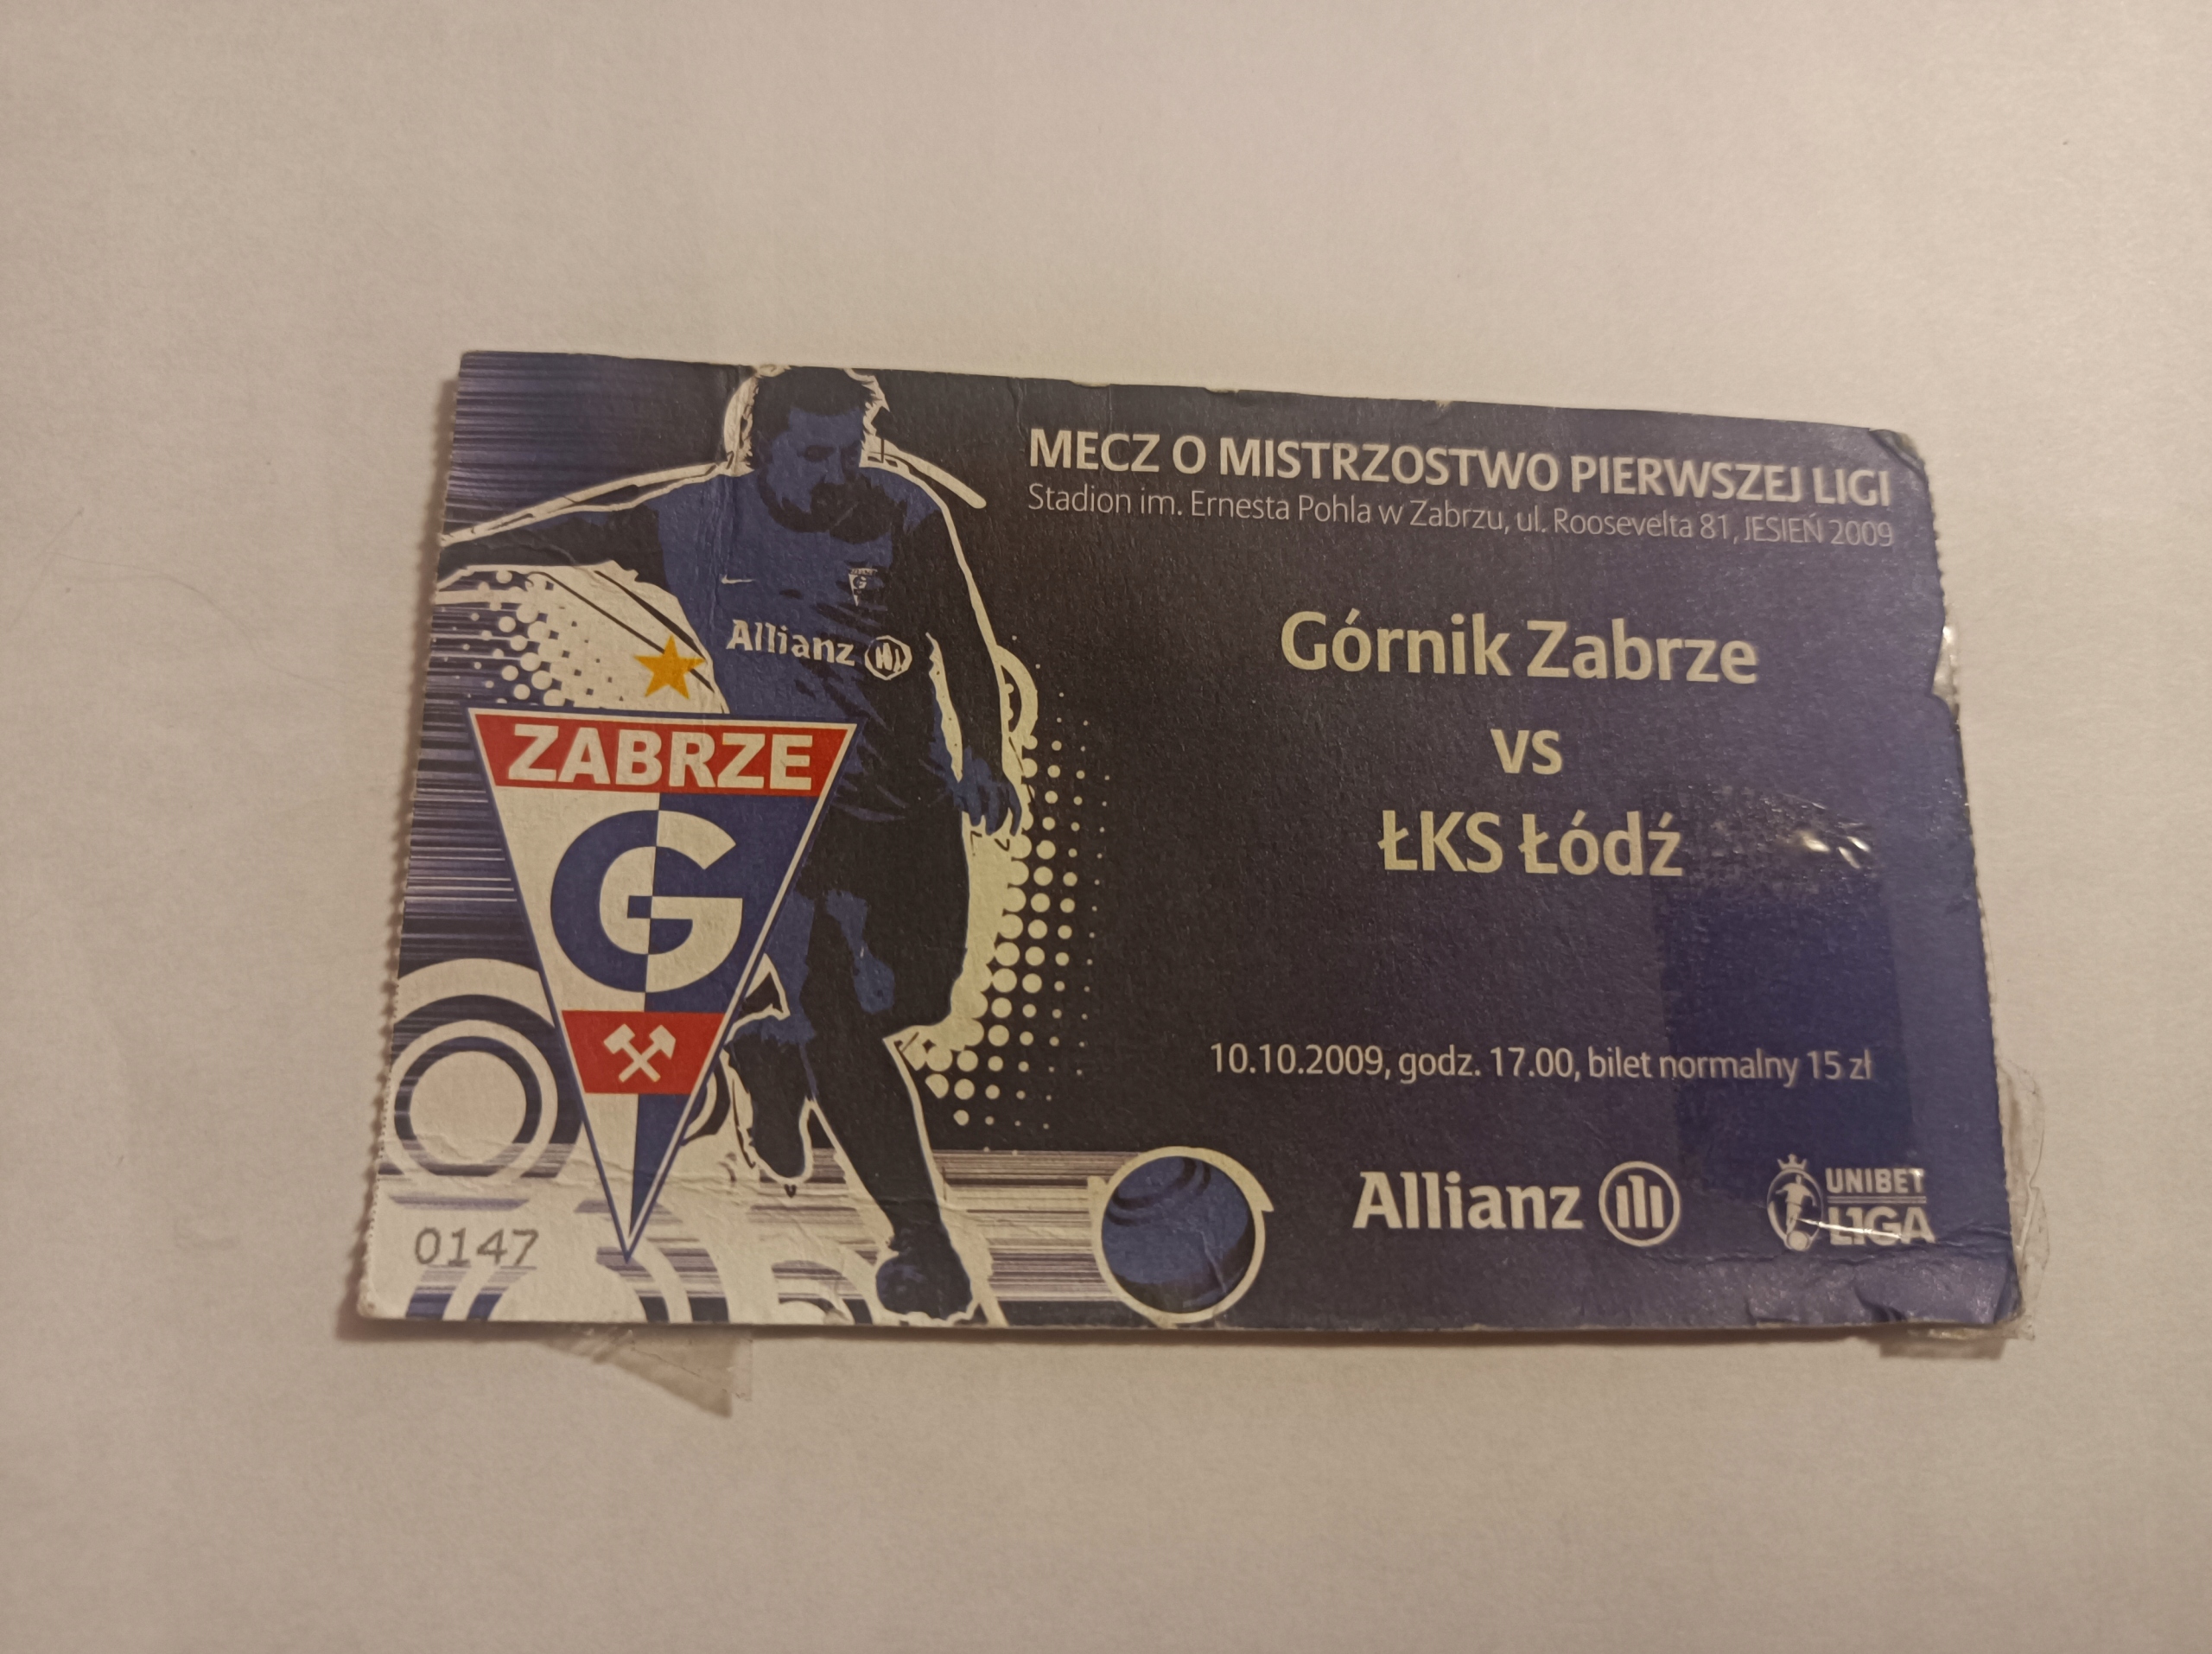 MECZ O MISTRZOSTWO PIERWSZEJ LIGI
Stadion im. Ernesta Pohla w Zabrzu, ul. Roosevelta 81, JESIEŃ 2009
Allianz
Górnik Zabrze
vs
ŁKS Łódź
ZABRZE
G
10.10.2009, godz. 17.00, bilet normalny 15 zł
Allianz
UNIBET
L1GA
0147